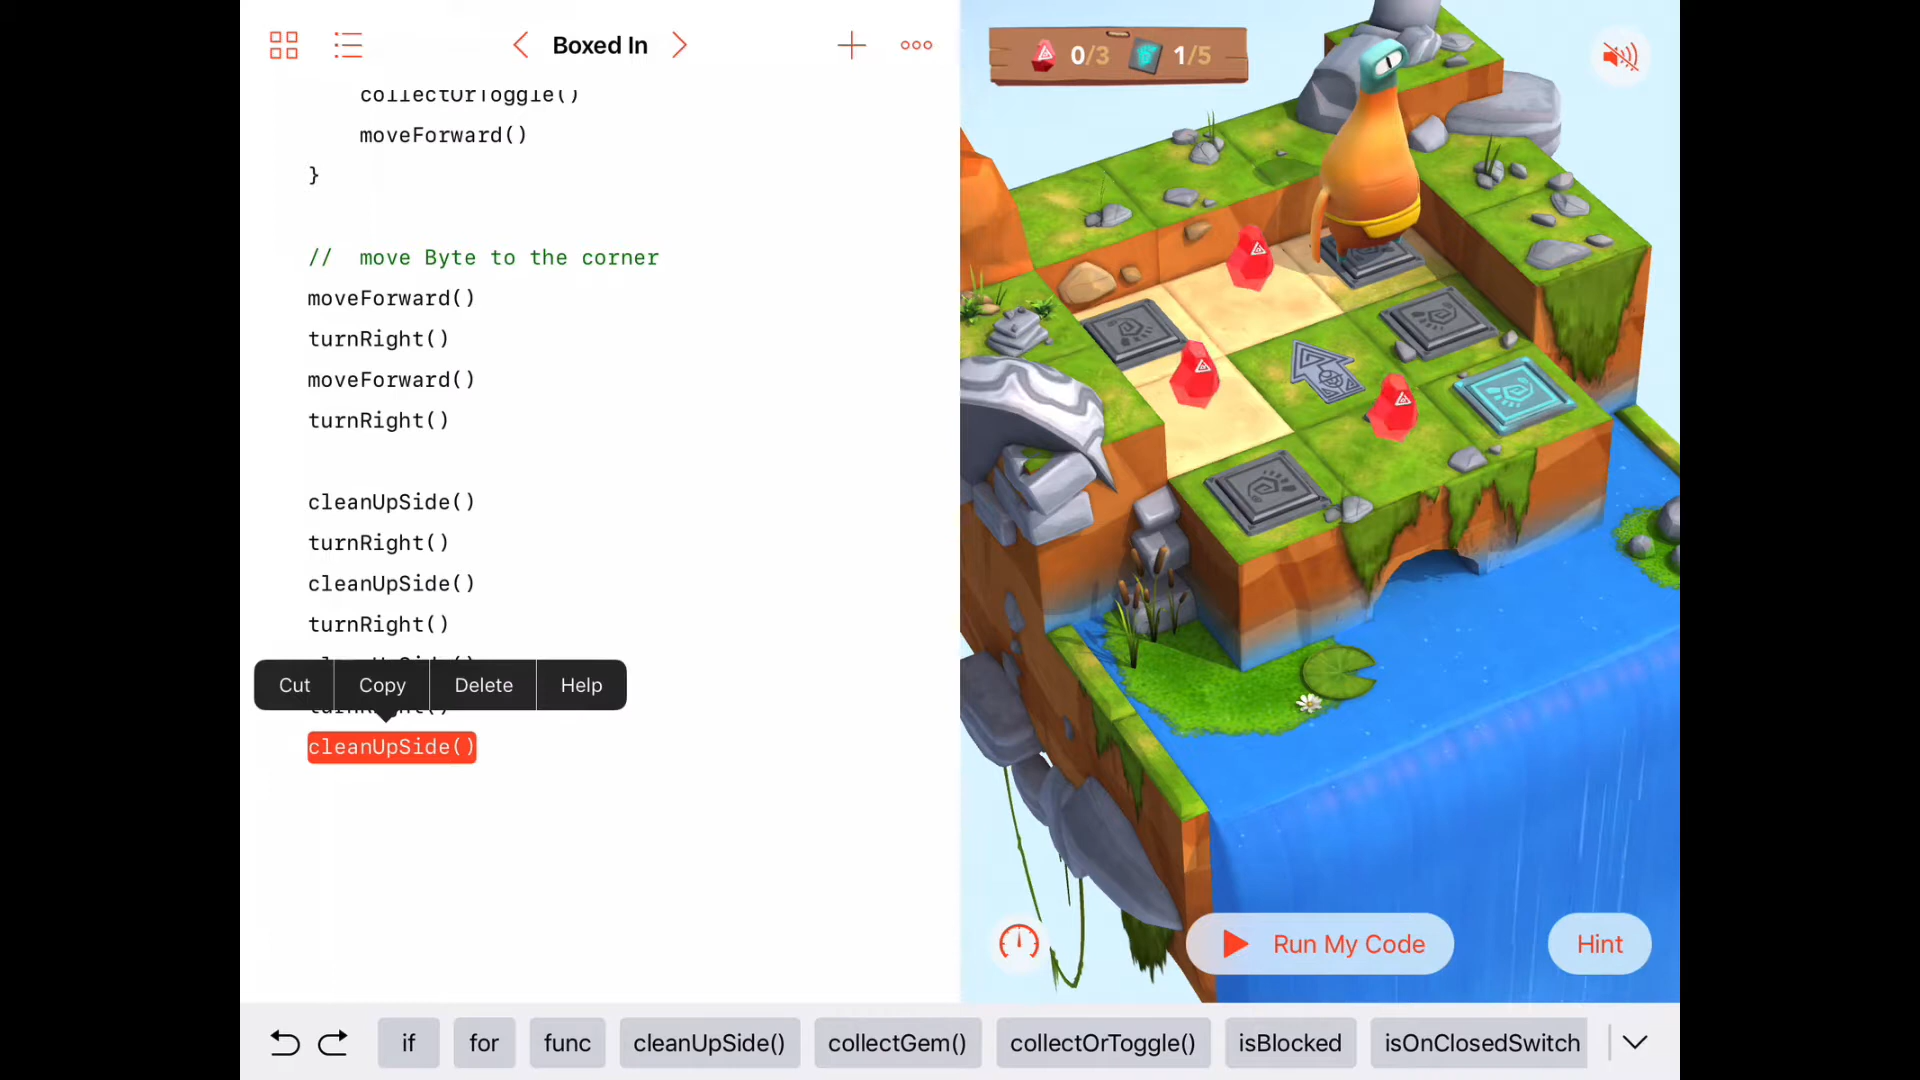 Boxed In
collectOrToggle()
moveForward()
}
// move Byte to the corner
moveForward()
turnRight()
moveForward()
turnRight()
cleanUpSide()
turnRight()
cleanUpSide()
turnRight()
cleanUpSide()
Cut Copy Delete Help
turnRight()
cleanUpSide()
0/3 1/5
Run My Code
Hint
if for func cleanUpSide() collectGem() collectOrToggle() isBlocked isOnClosedSwitch